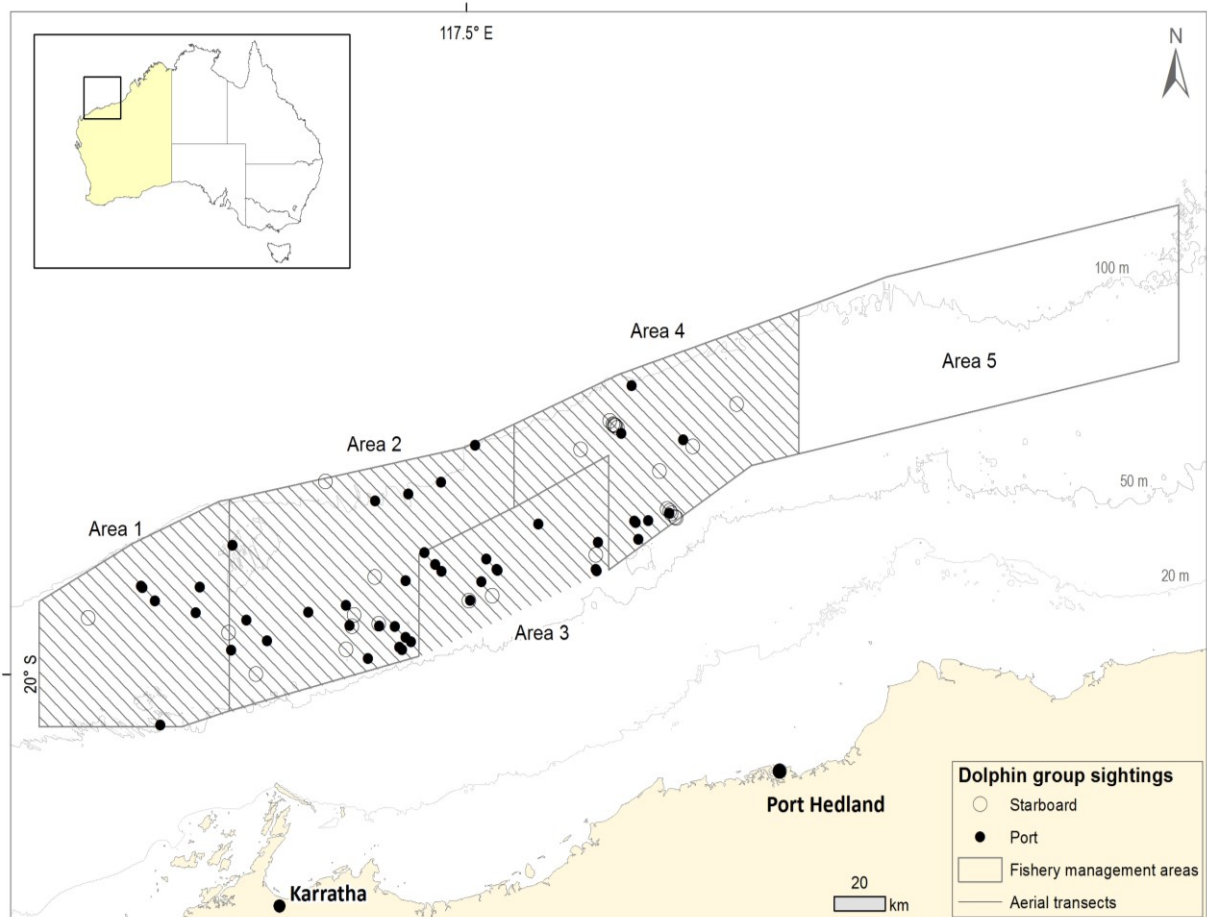 117.5° E
N
100 m
Area 4
Area 5
Area 2
50 m
Area 1
20 m
Area 3
20° S
Port Hedland
Karratha
20
km
Dolphin group sightings
Starboard
Port
Fishery management areas
Aerial transects